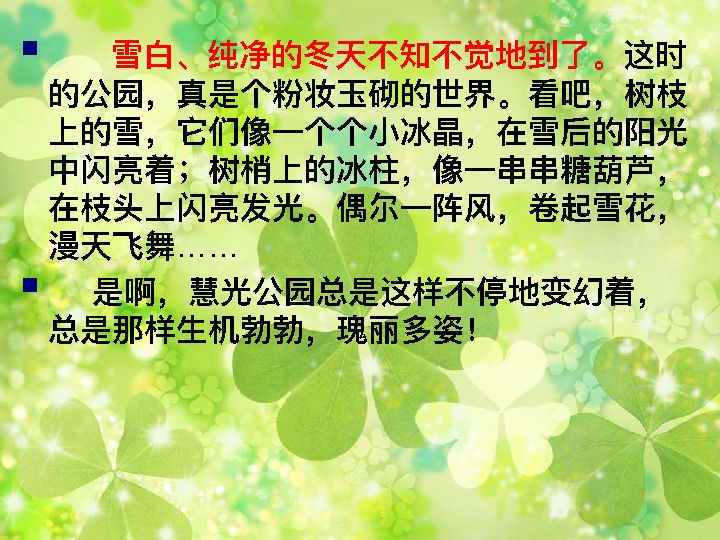 雪白、纯净的冬天不知不觉地到了。这时
的公园，真是个粉妆玉砌的世界。看吧，树枝
上的雪，它们像一个个小冰晶，在雪后的阳光
中闪亮着；树梢上的冰柱，像一串串糖葫芦，
在枝头上闪亮发光。偶尔一阵风，卷起雪花，
漫天飞舞……
是啊，慧光公园总是这样不停地变幻着，
总是那样生机勃勃，瑰丽多姿！